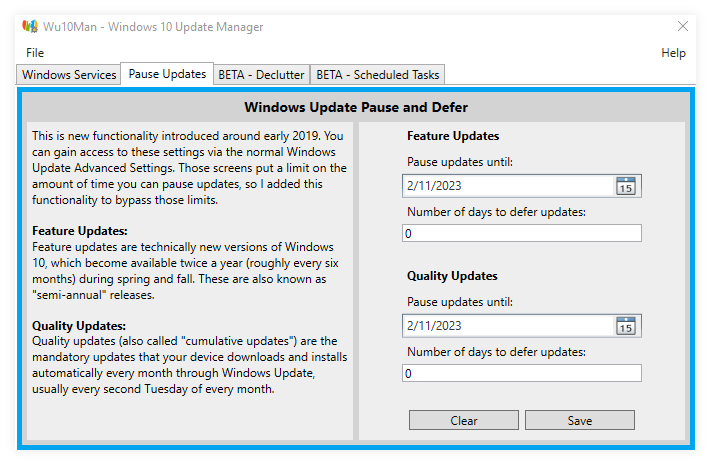 Wu10Man - Windows 10 Update Manager
File
Help
Windows Services
Pause Updates
BETA - Declutter
BETA - Scheduled Tasks
Windows Update Pause and Defer
This is new functionality introduced around early 2019. You
can gain access to these settings via the normal Windows
Update Advanced Settings. Those screens put a limit on the
amount of time you can pause updates, so I added this
functionality to bypass those limits.
Feature Updates:
Feature updates are technically new versions of Windows
10, which become available twice a year (roughly every six
months) during spring and fall. These are also known as
"semi-annual" releases.
Quality Updates:
Quality updates (also called "cumulative updates") are the
mandatory updates that your device downloads and installs
automatically every month through Windows Update,
usually every second Tuesday of every month.
Feature Updates
Pause updates until:
2/11/2023
15
Number of days to defer updates:
0
Quality Updates
Pause updates until:
2/11/2023
15
Number of days to defer updates:
0
Clear
Save